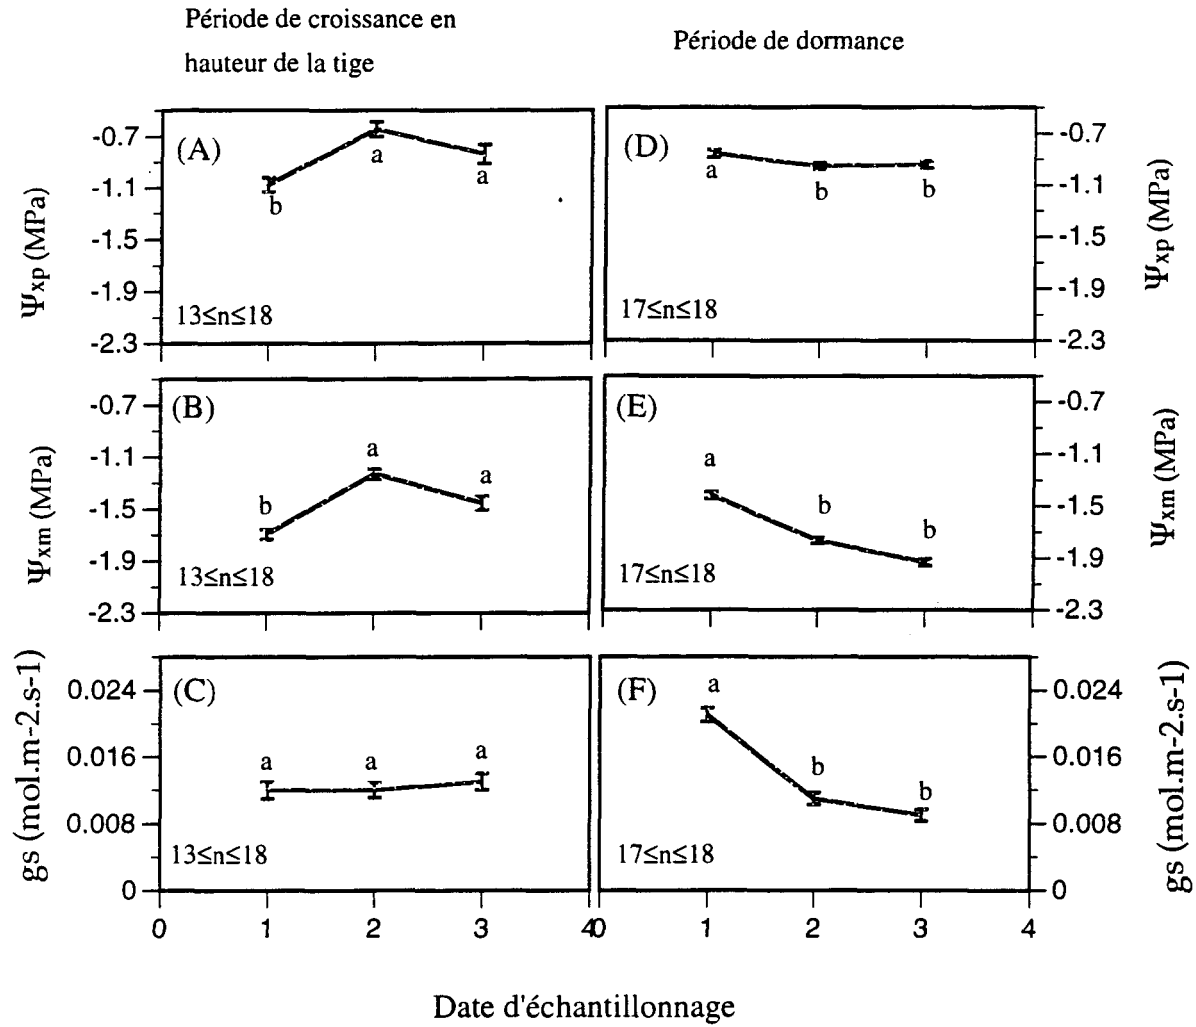 Période de croissance en
hauteur de la tige
Période de dormance
(A)
-0.7
-1.1
-1.5
-1.9
-2.3
Ψxp (MPa)
b
a
a
13≤n≤18
(D)
-0.7
-1.1
-1.5
-1.9
-2.3
Ψxp (MPa)
a
b
b
17≤n≤18
(B)
-0.7
-1.1
-1.5
-1.9
-2.3
Ψxm (MPa)
b
a
a
13≤n≤18
(E)
-0.7
-1.1
-1.5
-1.9
-2.3
Ψxm (MPa)
a
b
b
17≤n≤18
(C)
0.024
0.016
0.008
0
gs (mol.m-2.s-1)
a
a
a
13≤n≤18
(F)
0.024
0.016
0.008
0
gs (mol.m-2.s-1)
a
b
b
17≤n≤18
0 1 2 3 4
0 1 2 3 4
Date d'échantillonnage